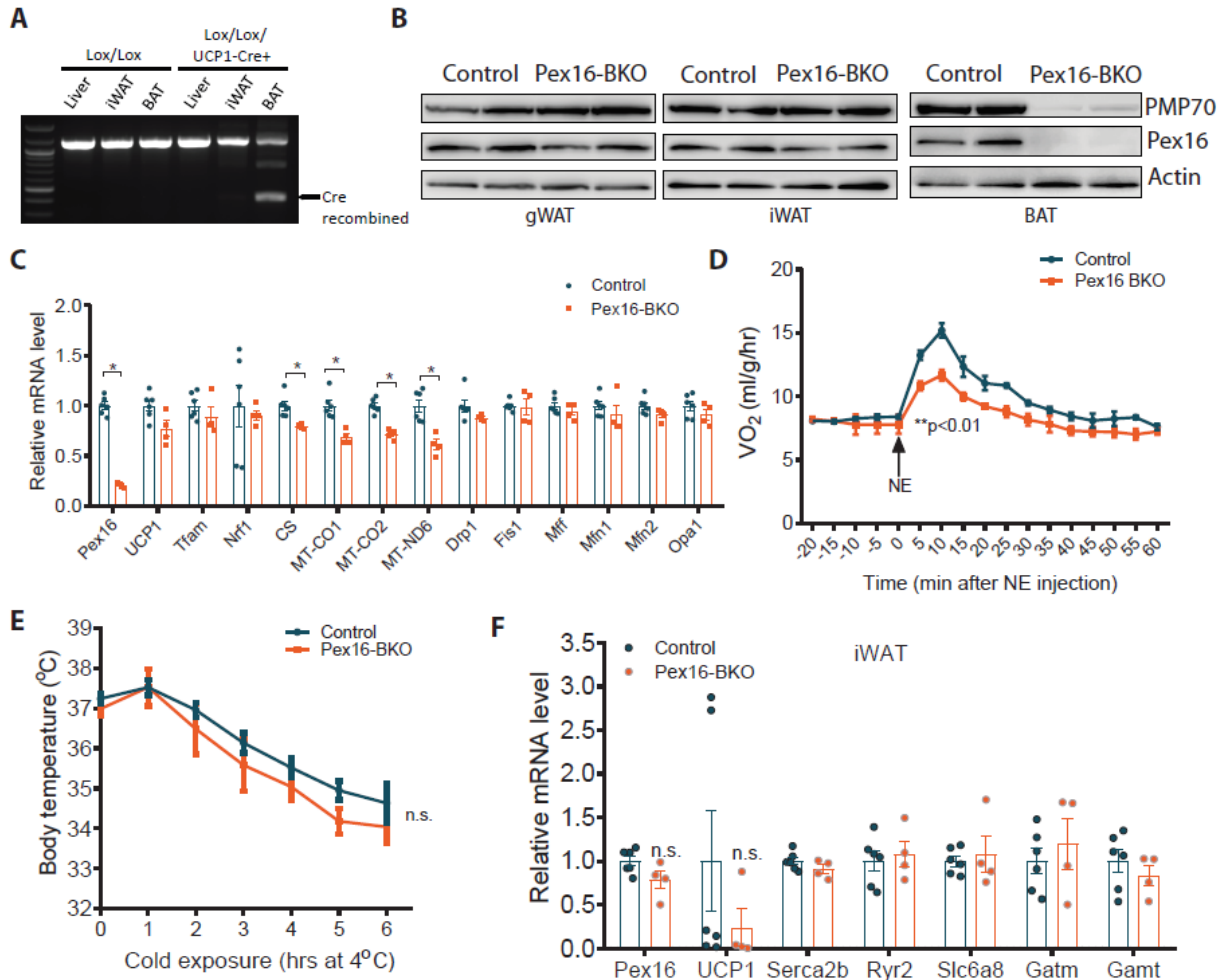 A
Lox/Lox
Lox/Lox/
UCP1-Cre+
Liver
iWAT
BAT
Liver
iWAT
BAT
Cre
recombined
B
Control Pex16-BKO
Control Pex16-BKO
Control Pex16-BKO
PMP70
Pex16
Actin
gWAT
iWAT
BAT
C
Control
Pex16-BKO
Relative mRNA level
2.0
1.5
1.0
0.5
0.0
*
*
*
*
*
Pex16
UCP1
Tfam
Nrf1
CS
MT-CO1
MT-CO2
MT-ND6
Drp1
Fis1
Mff
Mfn1
Mfn2
Opa1
D
Control
Pex16 BKO
VO2 (ml/g/hr)
20
15
10
5
0
**p<0.01
NE
-20
-15
-10
-5
0
5
10
15
20
25
30
35
40
45
50
55
60
Time (min after NE injection)
E
Control
Pex16-BKO
Body temperature (°C)
39
38
37
36
35
34
33
32
n.s.
0 1 2 3 4 5 6
Cold exposure (hrs at 4°C)
F
Control
Pex16-BKO
iWAT
Relative mRNA level
3.5
3.0
2.5
2.0
1.5
1.0
0.5
0.0
n.s.
n.s.
Pex16 UCP1 Serca2b Ryr2 Slc6a8 Gatm Gamt